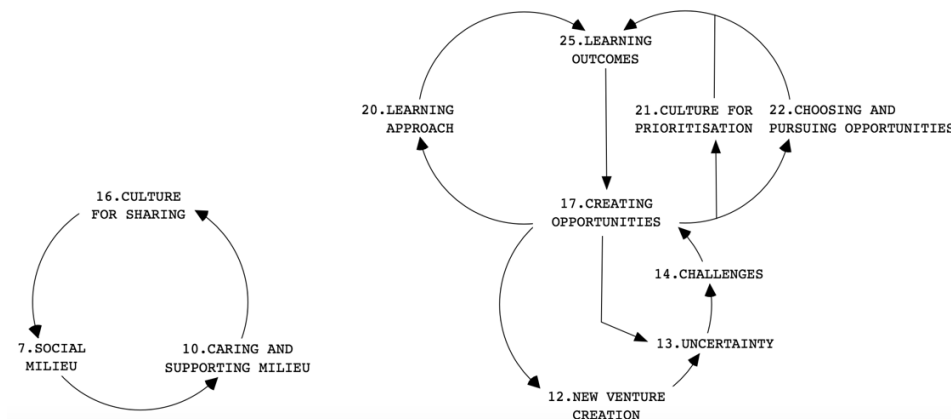 25.LEARNING
OUTCOMES
20.LEARNING
APPROACH
21.CULTURE FOR
PRIORITISATION
22.CHOOSING AND
PURSUING OPPORTUNITIES
16.CULTURE
FOR SHARING
17.CREATING
OPPORTUNITIES
14.CHALLENGES
7.SOCIAL
MILIEU
10.CARING AND
SUPPORTING MILIEU
13.UNCERTAINTY
12.NEW VENTURE
CREATION